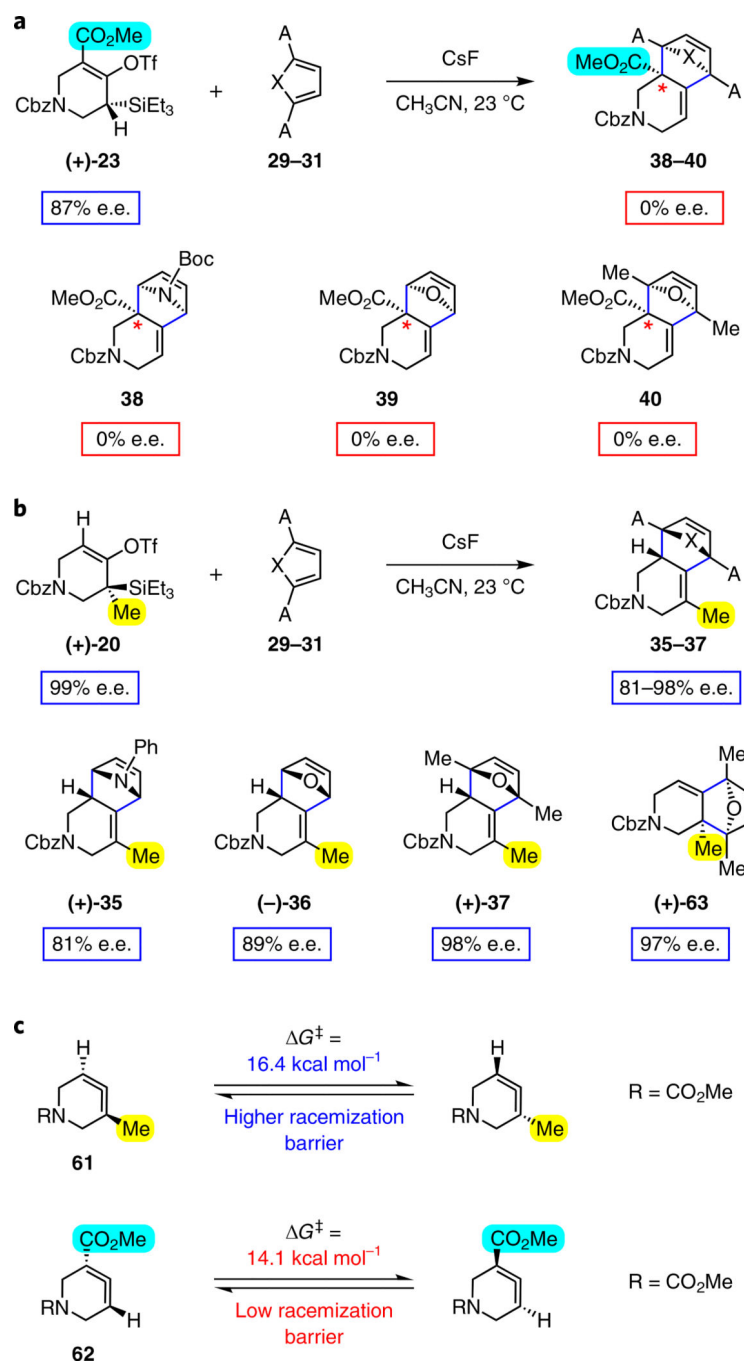 a
CO2Me
OTf
CbzN
SiEt3
H
(+)-23
87% e.e.
+
A
X
A
29–31
CsF
CH3CN, 23 °C
A
MeO2C
X
*
A
CbzN
38–40
0% e.e.
Boc
N
MeO2C
*
CbzN
38
0% e.e.
MeO2C
O
*
CbzN
39
0% e.e.
Me
MeO2C
O
*
Me
CbzN
40
0% e.e.
b
H
OTf
CbzN
SiEt3
Me
(+)-20
99% e.e.
+
A
X
A
29–31
CsF
CH3CN, 23 °C
A
H
X
A
CbzN
Me
35–37
81–98% e.e.
Ph
N
H
CbzN
Me
(+)-35
81% e.e.
H
O
CbzN
Me
(–)-36
89% e.e.
Me
H
O
Me
CbzN
Me
(+)-37
98% e.e.
Me
O
CbzN
Me
Me
(+)-63
97% e.e.
c
H
RN
Me
61
ΔG‡ =
16.4 kcal mol–1
Higher racemization
barrier
H
RN
Me
R = CO2Me
CO2Me
RN
H
62
ΔG‡ =
14.1 kcal mol–1
Low racemization
barrier
CO2Me
RN
H
R = CO2Me